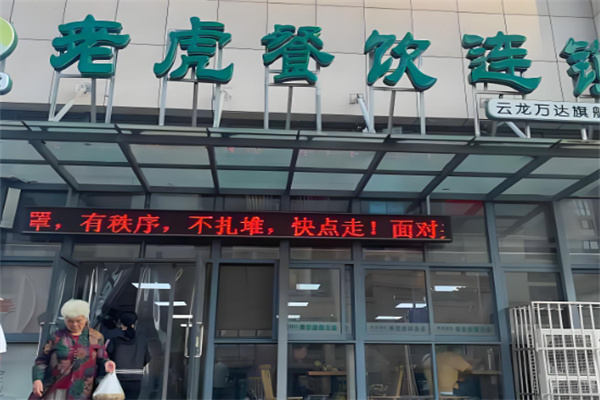 老虎餐饮连锁
云龙万达旗舰
罩，有秩序，不扎堆，快点走！面对